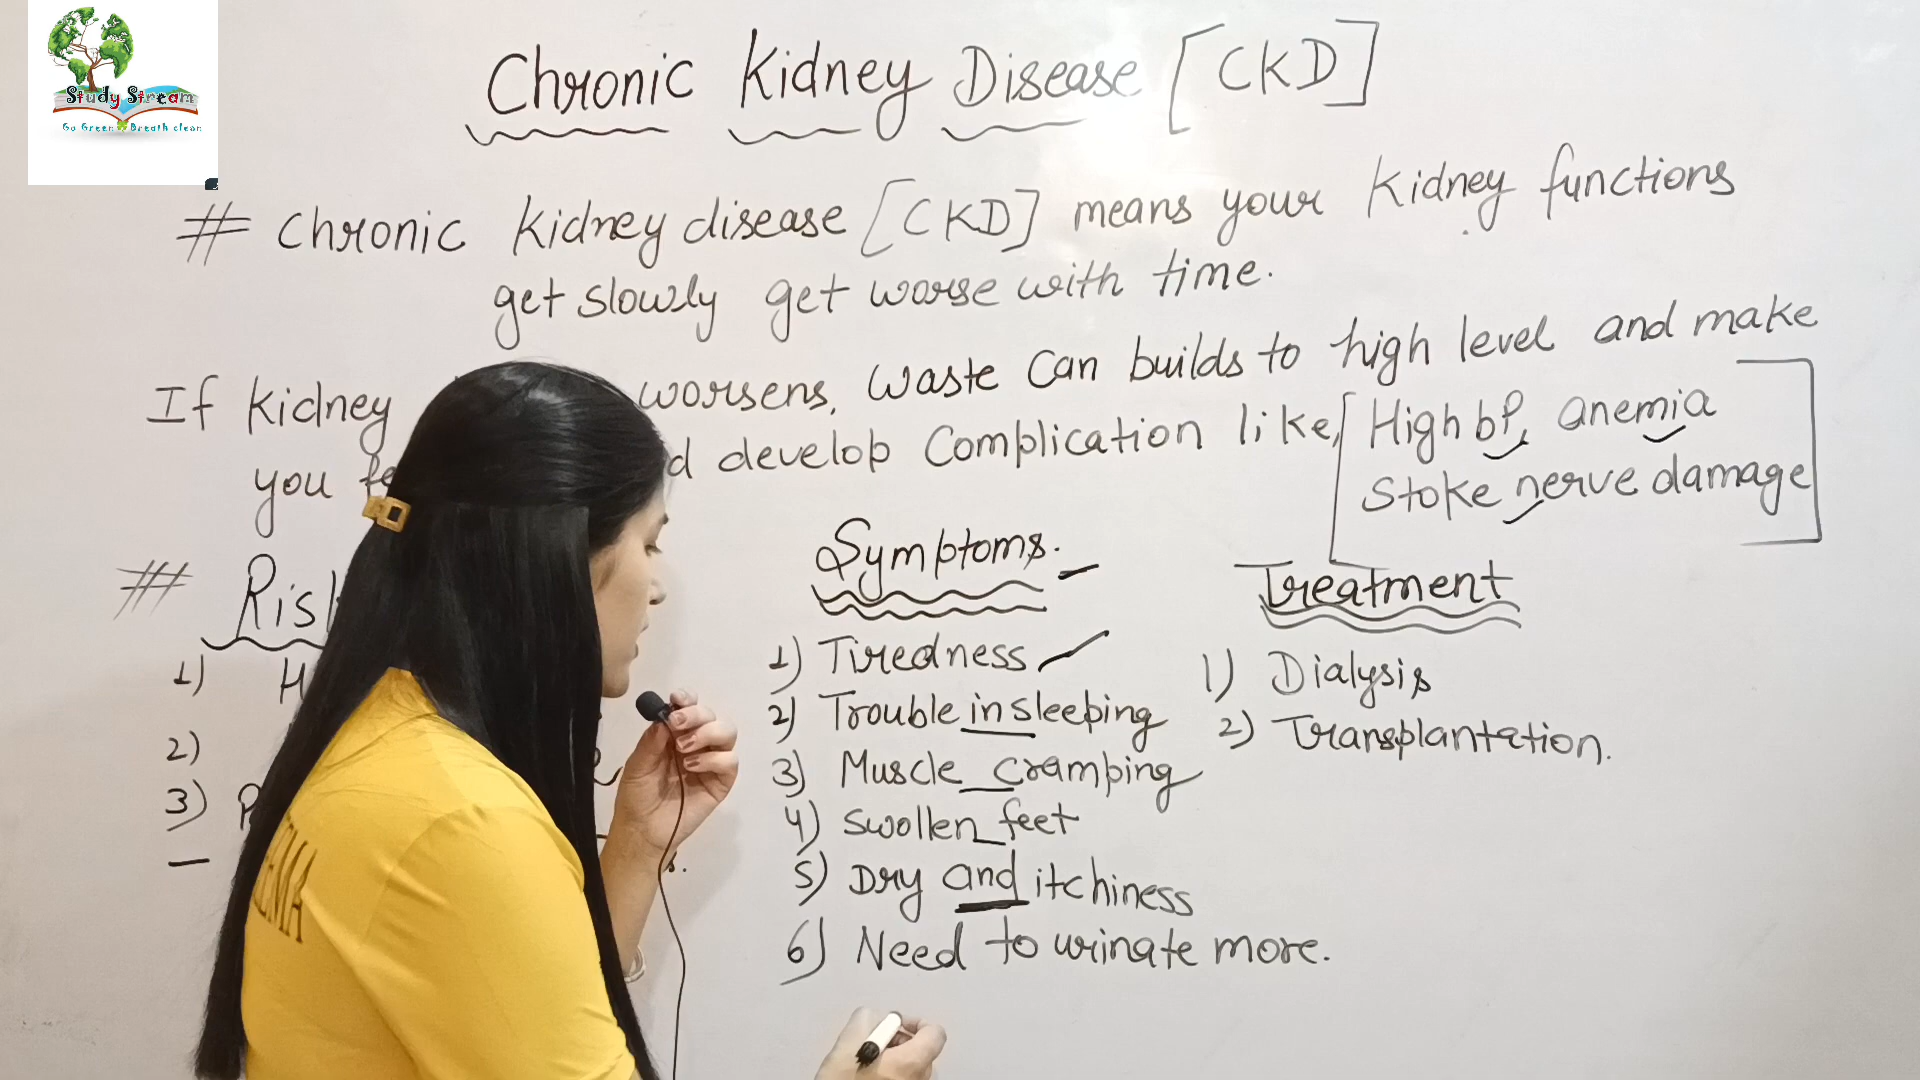 Study Stream
Go Green Breath clean
Chronic Kidney Disease [CKD]
# Chronic kidney disease [CKD] means your kidney functions
get slowly get worse with time.
If kidney worsens, waste can builds to high level and make
you d develop complication like, [High bP, anemia
Stoke nerve damage]
## Risk
1) H
2)
3) P
Symptoms.
1) Tiredness
2) Trouble in sleeping
3) Muscle cramping
4) Swollen feet
5) Dry and itchiness
6) Need to urinate more.
Treatment
1) Dialysis
2) Transplantation.